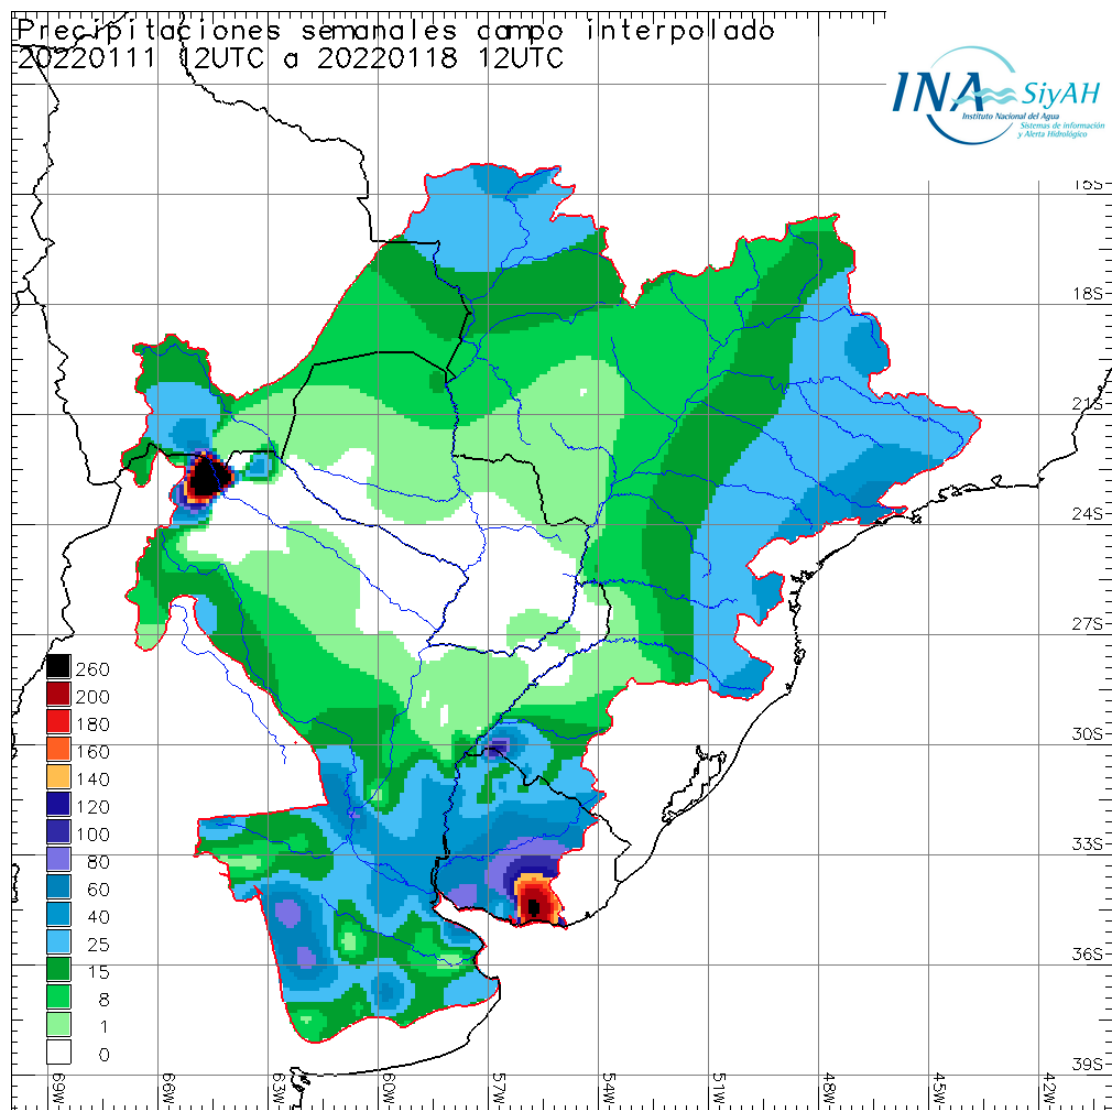 Precipitaciones semanales campo interpolado
20220111 12UTC a 20220118 12UTC
INA SiyAH
Instituto Nacional del Agua
Sistemas de Información
y Alerta Hidrológico
15S
18S
21S
24S
27S
30S
33S
36S
39S
260
200
180
160
140
120
100
80
60
40
25
15
8
1
0
69W
66W
63W
60W
57W
54W
51W
48W
45W
42W